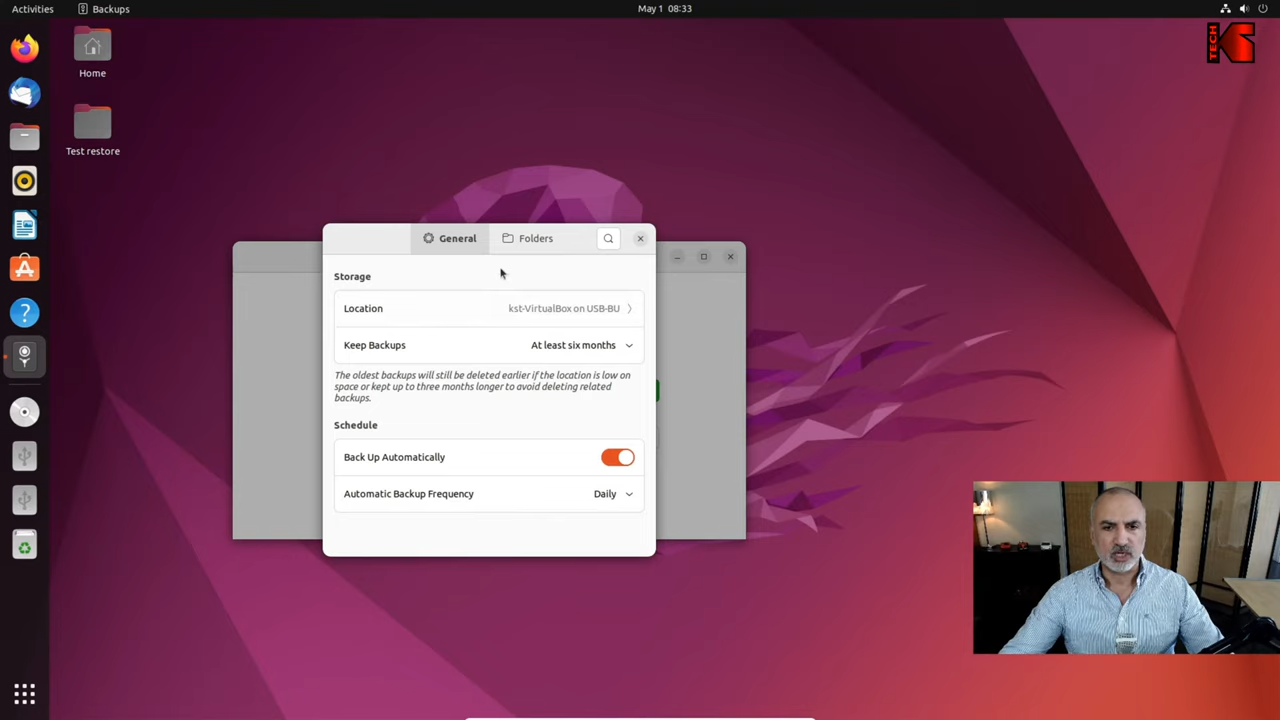 Activities
Backups
May 1 08:33
TECH
KS
Home
Test restore
General
Folders
Storage
Location
kst-VirtualBox on USB-BU
Keep Backups
At least six months
The oldest backups will still be deleted earlier if the location is low on
space or kept up to three months longer to avoid deleting related
backups.
Schedule
Back Up Automatically
Automatic Backup Frequency
Daily